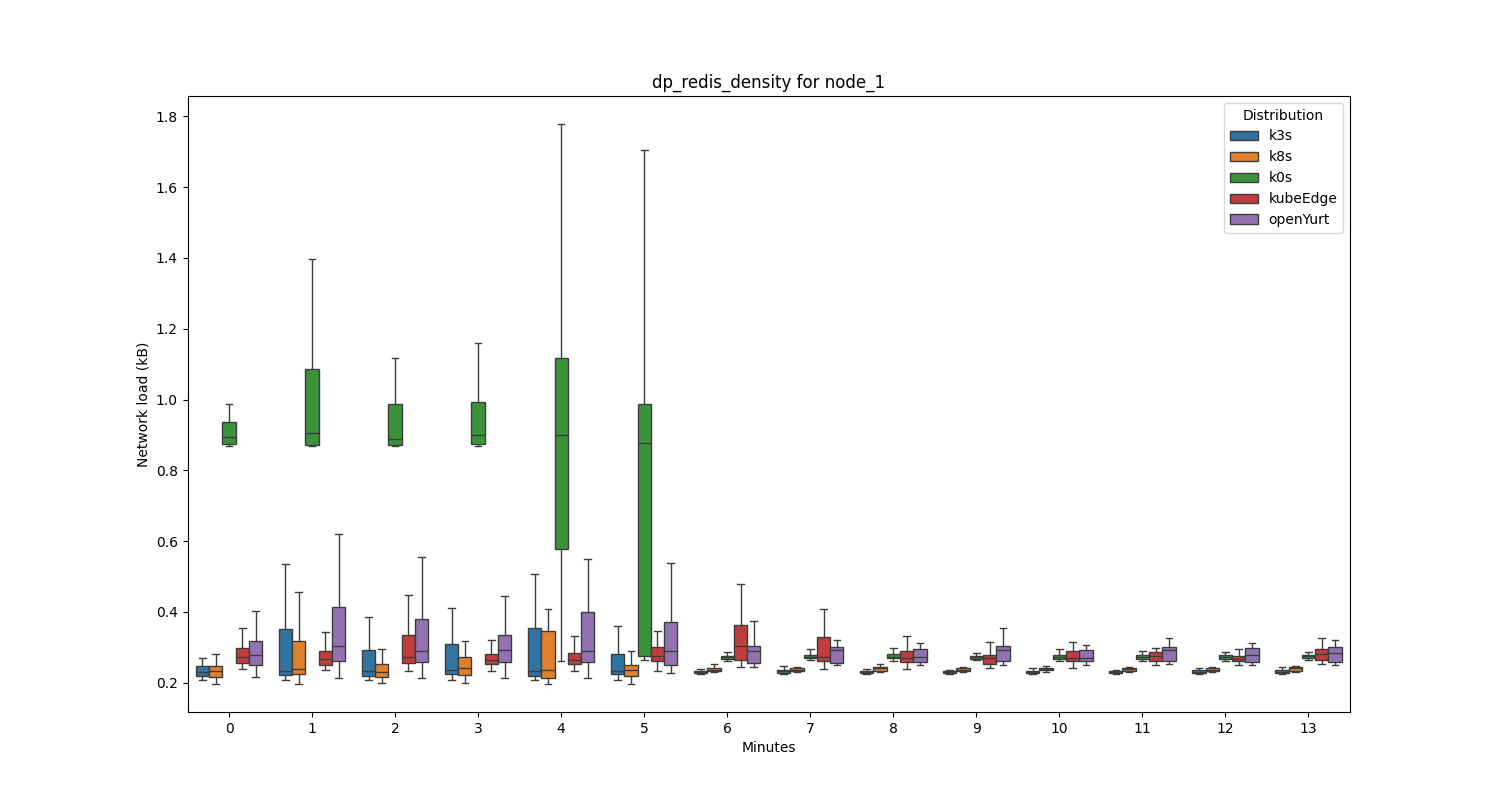 dp_redis_density for node_1
Distribution
k3s
k8s
k0s
kubeEdge
openYurt
Network load (kB)
1.8
1.6
1.4
1.2
1.0
0.8
0.6
0.4
0.2
0 1 2 3 4 5 6 7 8 9 10 11 12 13
Minutes